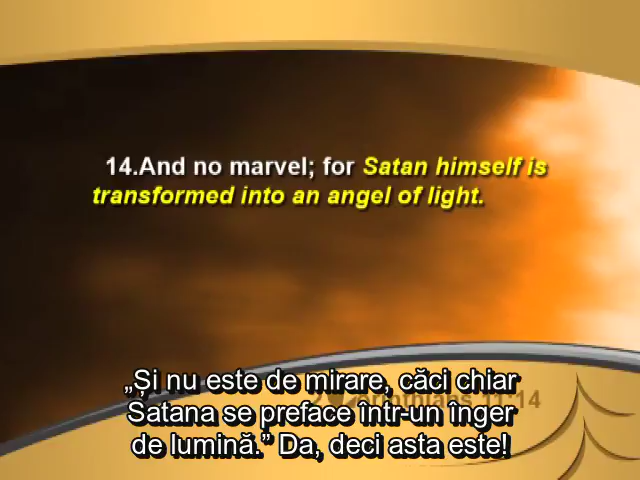 14.And no marvel; for Satan himself is
transformed into an angel of light.
„Și nu este de mirare, căci chiar
Satana se preface într-un înger
de lumină.” Da, deci asta este!